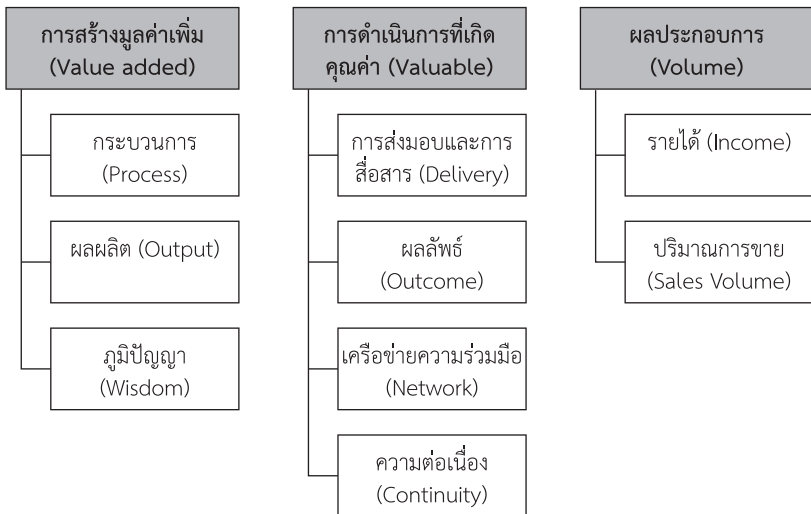 การสร้างมูลค่าเพิ่ม
(Value added)
กระบวนการ
(Process)
ผลผลิต (Output)
ภูมิปัญญา
(Wisdom)
การดำเนินการที่เกิด
คุณค่า (Valuable)
การส่งมอบและการ
สื่อสาร (Delivery)
ผลลัพธ์
(Outcome)
เครือข่ายความร่วมมือ
(Network)
ความต่อเนื่อง
(Continuity)
ผลประกอบการ
(Volume)
รายได้ (Income)
ปริมาณการขาย
(Sales Volume)